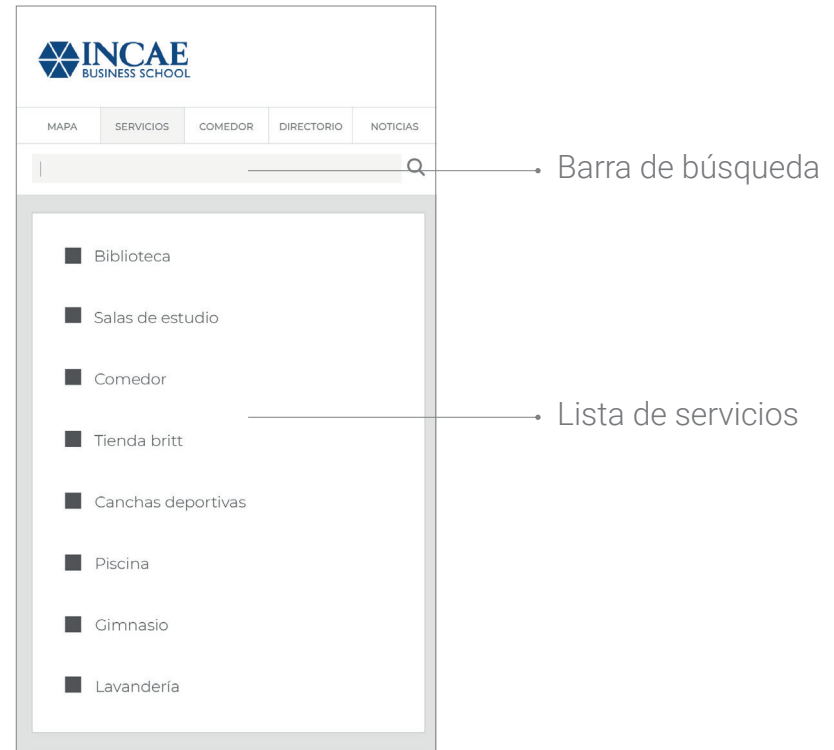 INCAE
BUSINESS SCHOOL
MAPA SERVICIOS COMEDOR DIRECTORIO NOTICIAS
Barra de búsqueda
Biblioteca
Salas de estudio
Comedor
Lista de servicios
Tienda britt
Canchas deportivas
Piscina
Gimnasio
Lavandería